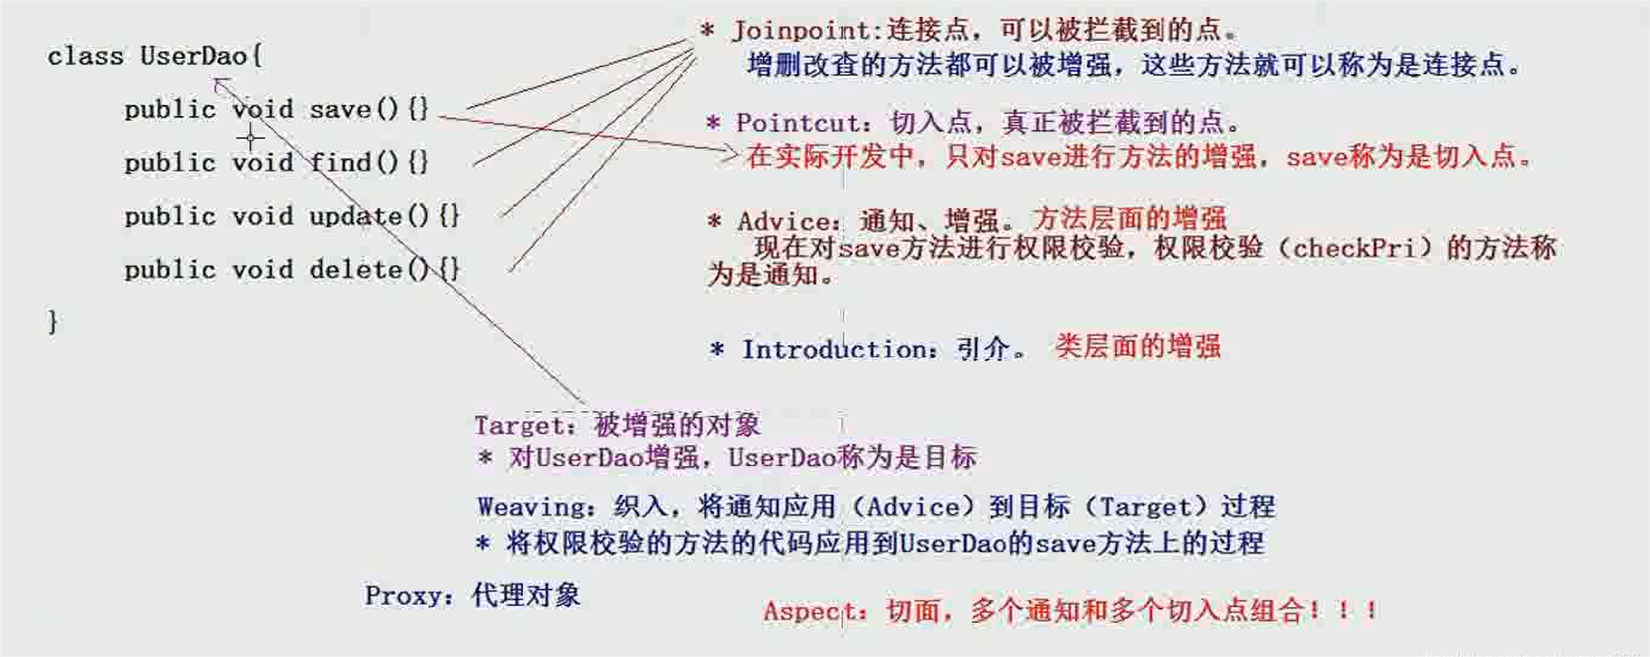 class UserDao{
public void save(){}
public void find(){}
public void update(){}
public void delete(){}
}
* Joinpoint:连接点，可以被拦截到的点。
增删改查的方法都可以被增强，这些方法就可以称为是连接点。
* Pointcut：切入点，真正被拦截到的点。
在实际开发中，只对save进行方法的增强，save称为是切入点。
* Advice：通知、增强。 方法层面的增强
现在对save方法进行权限校验，权限校验（checkPri）的方法称
为是通知。
* Introduction：引介。 类层面的增强
Target：被增强的对象
* 对UserDao增强，UserDao称为是目标
Weaving：织入，将通知应用（Advice）到目标（Target）过程
* 将权限校验的方法的代码应用到UserDao的save方法上的过程
Proxy：代理对象
Aspect：切面，多个通知和多个切入点组合！！！